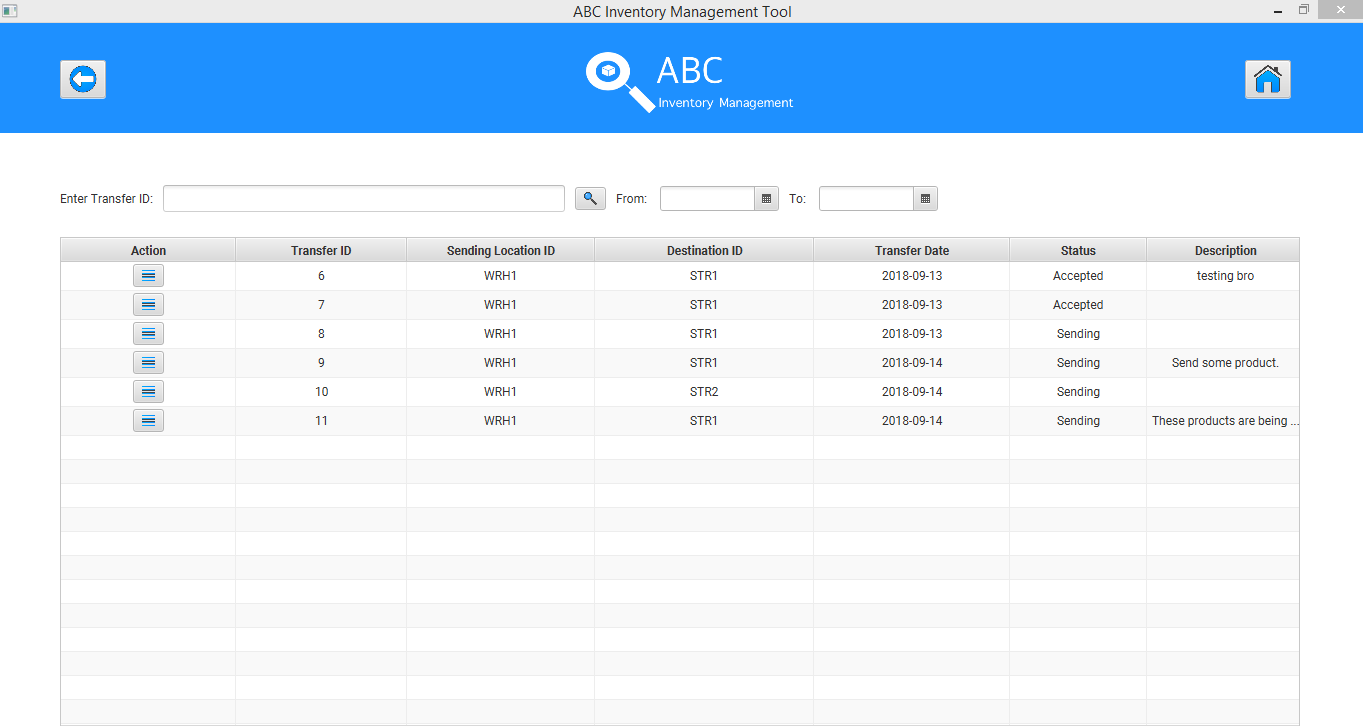 ABC Inventory Management Tool
ABC
Inventory Management
Enter Transfer ID: From: To:
Action Transfer ID Sending Location ID Destination ID Transfer Date Status Description
6 WRH1 STR1 2018-09-13 Accepted testing bro
7 WRH1 STR1 2018-09-13 Accepted
8 WRH1 STR1 2018-09-13 Sending
9 WRH1 STR1 2018-09-14 Sending Send some product.
10 WRH1 STR2 2018-09-14 Sending
11 WRH1 STR1 2018-09-14 Sending These products are being ...